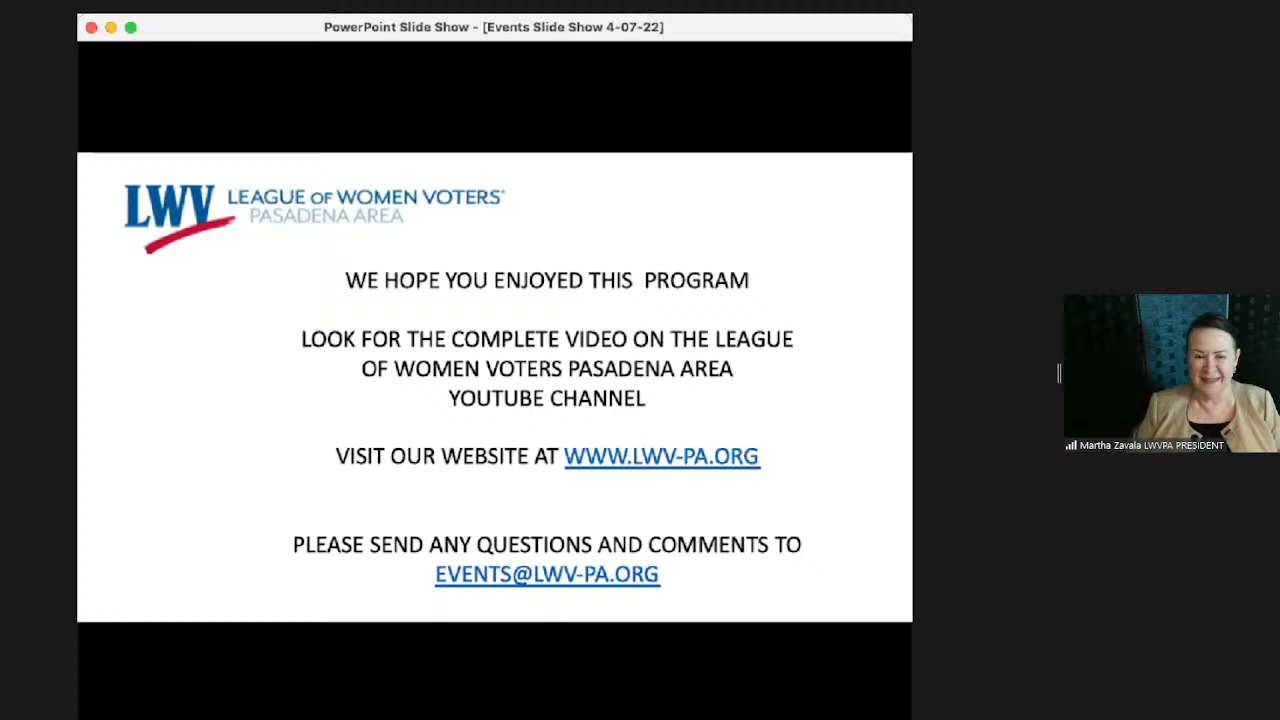 PowerPoint Slide Show - [Events Slide Show 4-07-22]
LWV LEAGUE OF WOMEN VOTERS®
PASADENA AREA
WE HOPE YOU ENJOYED THIS PROGRAM
LOOK FOR THE COMPLETE VIDEO ON THE LEAGUE
OF WOMEN VOTERS PASADENA AREA
YOUTUBE CHANNEL
VISIT OUR WEBSITE AT WWW.LWV-PA.ORG
Martha Zavala LWVPA PRESIDENT
PLEASE SEND ANY QUESTIONS AND COMMENTS TO
EVENTS@LWV-PA.ORG